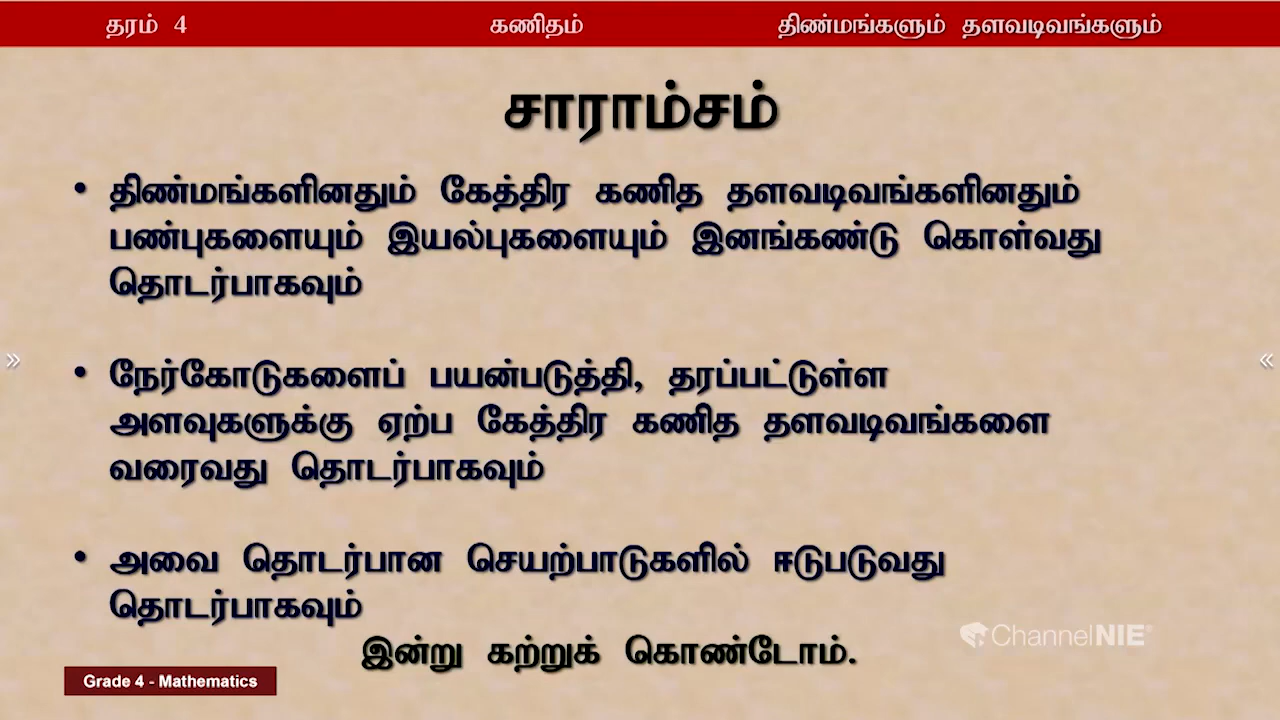 தரம் 4 கணிதம் திண்மங்களும் தளவடிவங்களும்
சாராம்சம்
• திண்மங்களினதும் கேத்திர கணித தளவடிவங்களினதும்
பண்புகளையும் இயல்புகளையும் இனங்கண்டு கொள்வது
தொடர்பாகவும்
• நேர்கோடுகளைப் பயன்படுத்தி, தரப்பட்டுள்ள
அளவுகளுக்கு ஏற்ப கேத்திர கணித தளவடிவங்களை
வரைவது தொடர்பாகவும்
• அவை தொடர்பான செயற்பாடுகளில் ஈடுபடுவது
தொடர்பாகவும்
இன்று கற்றுக் கொண்டோம்.
ChannelNIE
Grade 4 - Mathematics